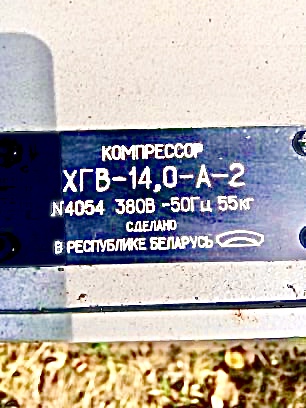 КОМПРЕССОР
ХГВ-14,0-А-2
N4054 380В -50Гц 55кг
СДЕЛАНО
В РЕСПУБЛИКЕ БЕЛАРУСЬ